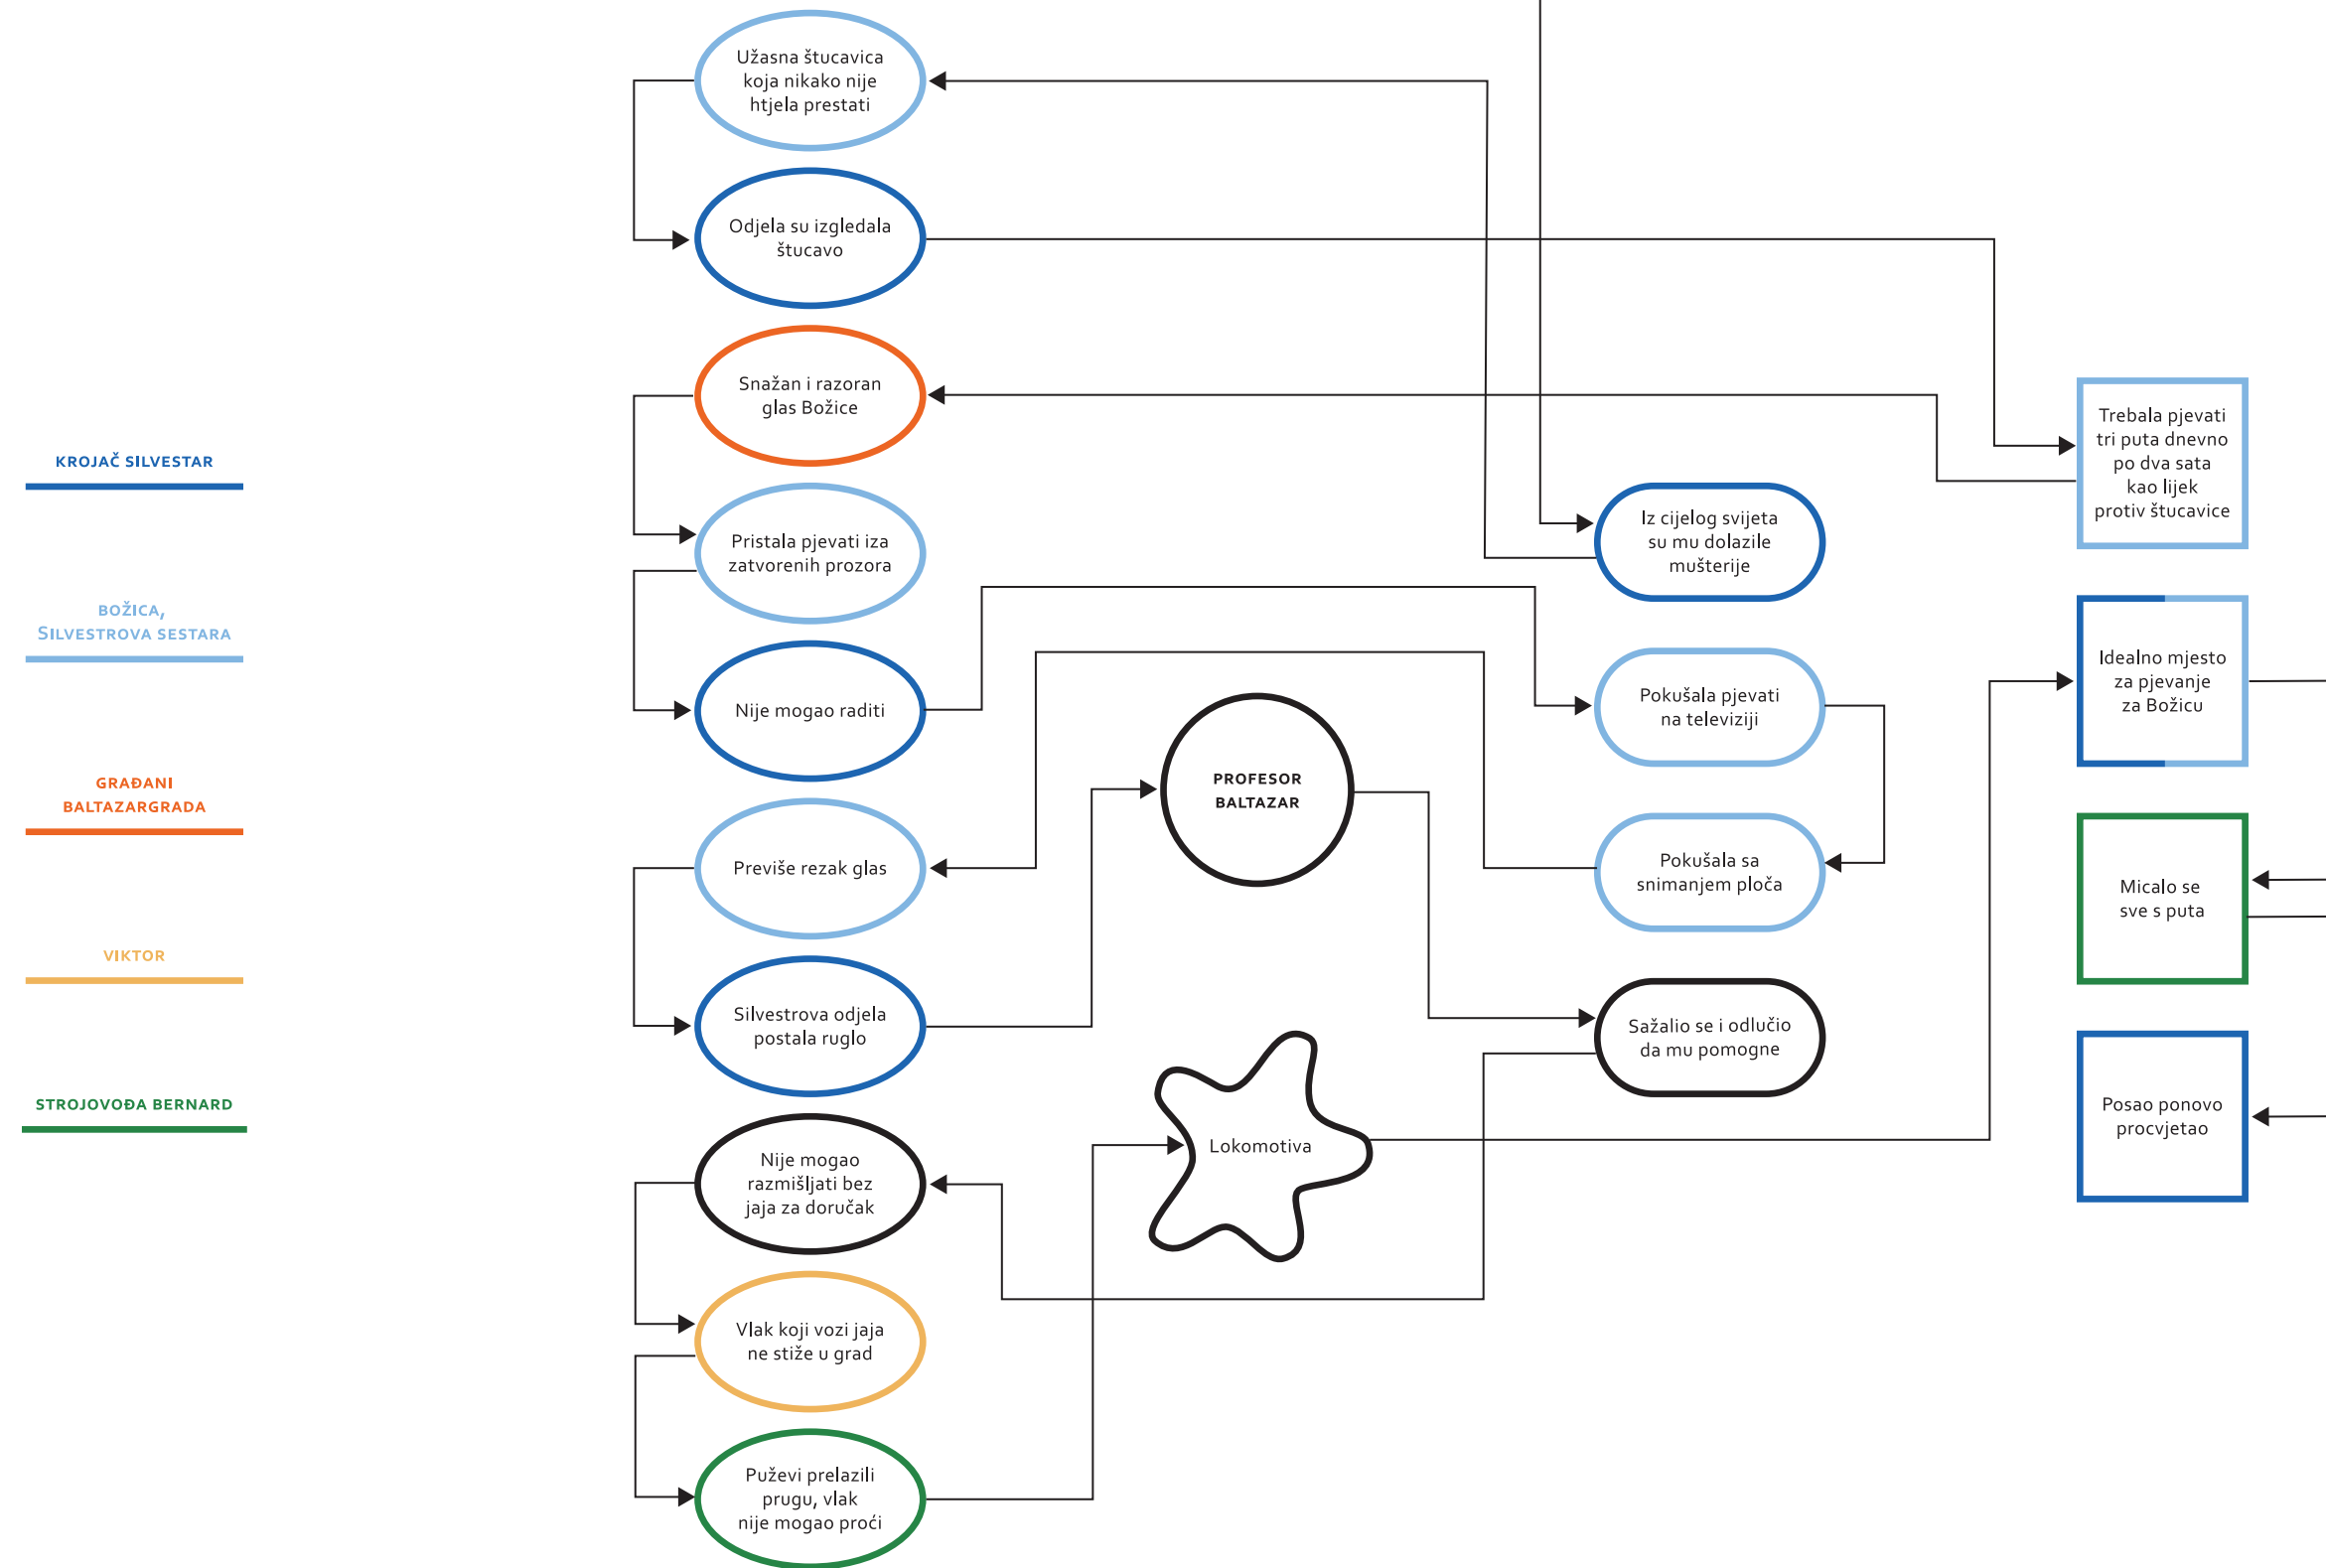 KROJAČ SILVESTAR
BOŽICA,
SILVESTROVA SESTARA
GRAĐANI
BALTAZARGRADA
VIKTOR
STROJOVOĐA BERNARD
Užasna štucavica
koja nikako nije
htjela prestati
Odjela su izgledala
štucavo
Snažan i razoran
glas Božice
Pristala pjevati iza
zatvorenih prozora
Nije mogao raditi
Previše rezak glas
Silvestrova odjela
postala ruglo
Nije mogao
razmišljati bez
jaja za doručak
Vlak koji vozi jaja
ne stiže u grad
Puževi prelazili
prugu, vlak
nije mogao proći
PROFESOR
BALTAZAR
Lokomotiva
Iz cijelog svijeta
su mu dolazile
mušterije
Pokušala pjevati
na televiziji
Pokušala sa
snimanjem ploča
Sažalio se i odlučio
da mu pomogne
Trebala pjevati
tri puta dnevno
po dva sata
kao lijek
protiv štucavice
Idealno mjesto
za pjevanje
za Božicu
Micalo se
sve s puta
Posao ponovo
procvjetao